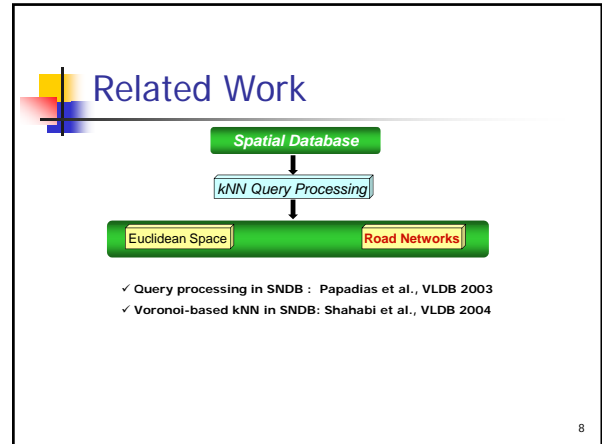 Related Work
Spatial Database
kNN Query Processing
Euclidean Space
Road Networks
✓ Query processing in SNDB : Papadias et al., VLDB 2003
✓ Voronoi-based kNN in SNDB: Shahabi et al., VLDB 2004
8